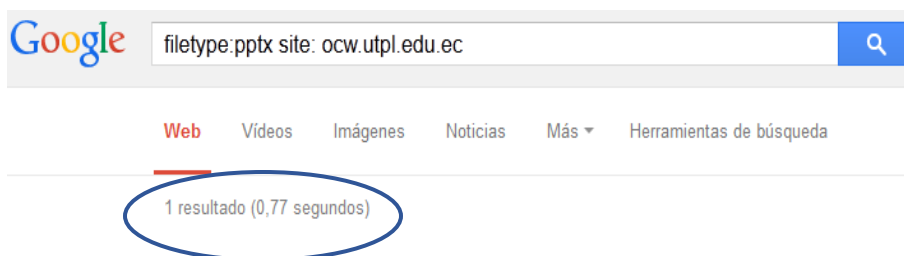 Google
filetype:pptx site: ocw.utpl.edu.ec
Web Vídeos Imágenes Noticias Más Herramientas de búsqueda
1 resultado (0,77 segundos)